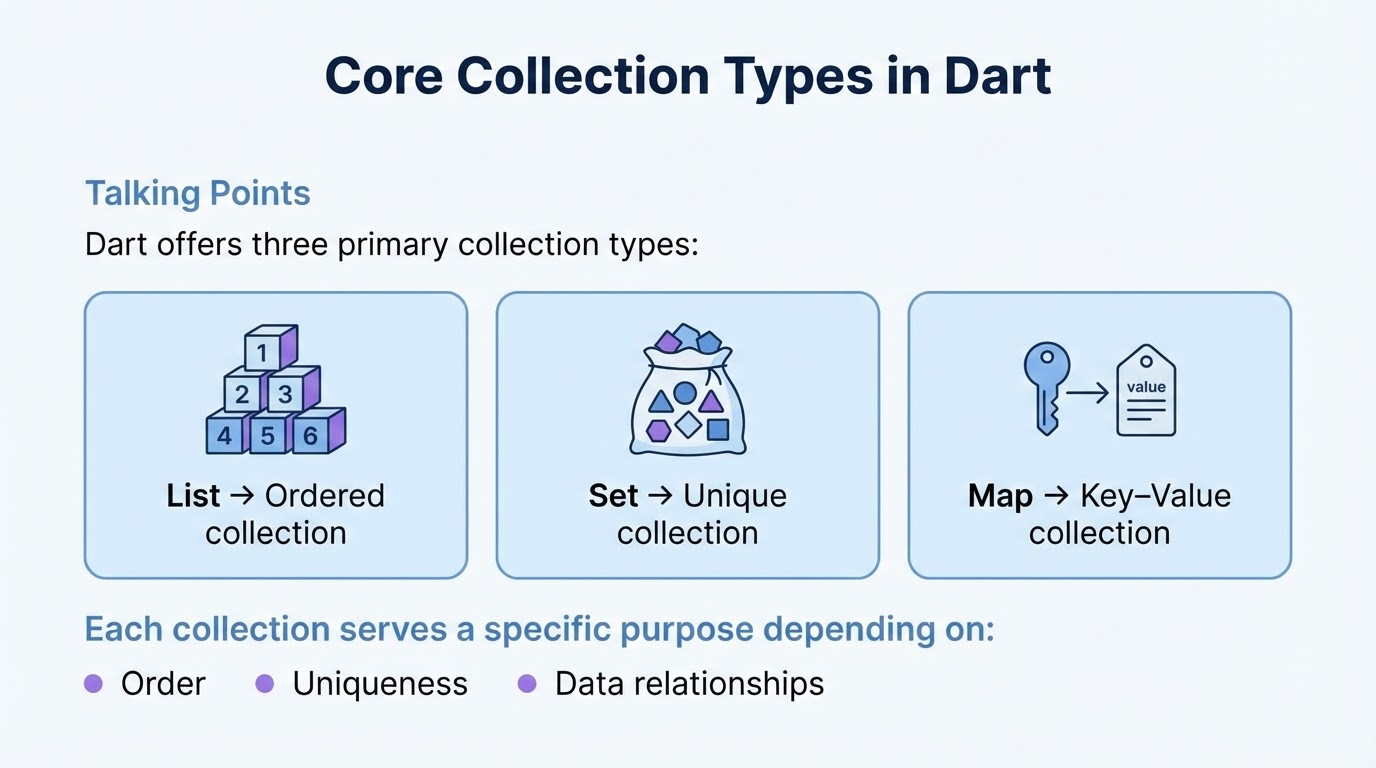 Core Collection Types in Dart
Talking Points
Dart offers three primary collection types:
1
2 3
4 5 6
List → Ordered
collection
Set → Unique
collection
value
Map → Key–Value
collection
Each collection serves a specific purpose depending on:
Order
Uniqueness
Data relationships